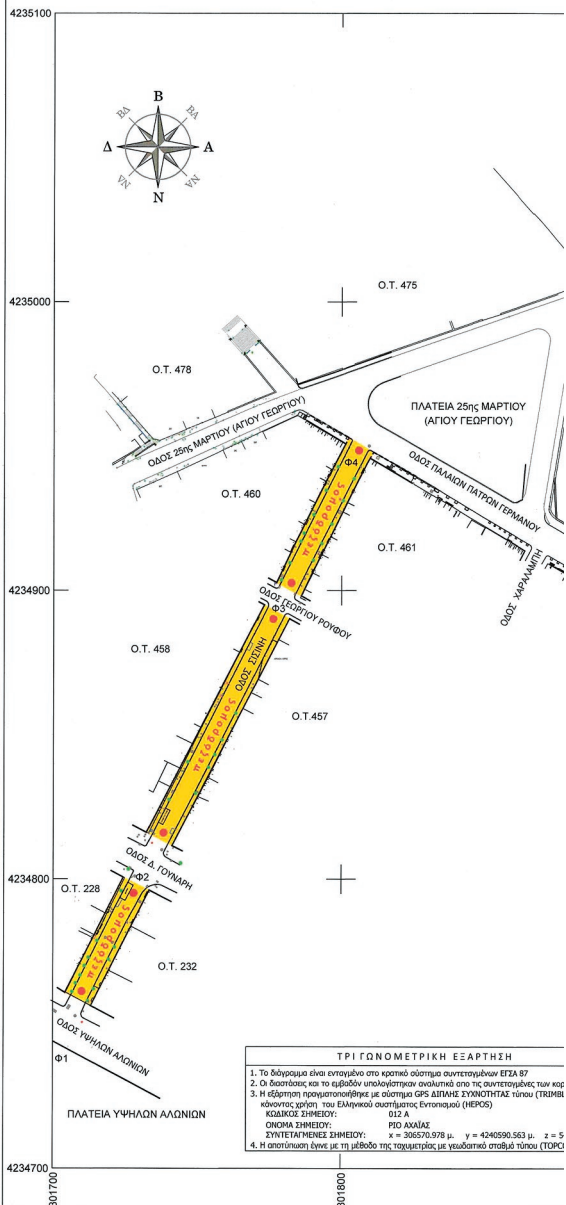 4235100
Β
ΒΔ
ΒΑ
Δ
Α
ΝΔ
ΝΑ
Ν
Ο.Τ. 475
4235000
Ο.Τ. 478
ΠΛΑΤΕΙΑ 25ης ΜΑΡΤΙΟΥ
(ΑΓΙΟΥ ΓΕΩΡΓΙΟΥ)
ΟΔΟΣ 25ης ΜΑΡΤΙΟΥ (ΑΓΙΟΥ ΓΕΩΡΓΙΟΥ)
Φ4
ΟΔΟΣ ΠΑΛΑΙΩΝ ΠΑΤΡΩΝ ΓΕΡΜΑΝΟΥ
Ο.Τ. 460
πεζόδρομος
Ο.Τ. 461
ΟΔΟΣ ΧΑΡΑΛΑΜΠΗ
4234900
ΟΔΟΣ ΓΕΩΡΓΙΟΥ ΡΟΥΦΟΥ
Φ3
Ο.Τ. 458
ΟΔΟΣ ΣΙΣΙΝΗ
πεζόδρομος
Ο.Τ.457
ΟΔΟΣ Δ. ΓΟΥΝΑΡΗ
4234800
Φ2
Ο.Τ. 228
πεζόδρομος
Ο.Τ. 232
ΟΔΟΣ ΥΨΗΛΩΝ ΑΛΩΝΙΩΝ
Φ1
ΠΛΑΤΕΙΑ ΥΨΗΛΩΝ ΑΛΩΝΙΩΝ
ΤΡΙΓΩΝΟΜΕΤΡΙΚΗ ΕΞΑΡΤΗΣΗ
1. Το διάγραμμα είναι ενταγμένο στο κρατικό σύστημα συντεταγμένων ΕΓΣΑ 87
2. Οι διαστάσεις και το εμβαδόν υπολογίστηκαν αναλυτικά απο τις συντεταγμένες των κορ
3. Η εξάρτηση πραγματοποιήθηκε με σύστημα GPS ΔΙΠΛΗΣ ΣΥΧΝΟΤΗΤΑΣ τύπου (TRIMBL
κάνοντας χρήση του Ελληνικού συστήματος Εντοπισμού (HEPOS)
ΚΩΔΙΚΟΣ ΣΗΜΕΙΟΥ: 012 Α
ΟΝΟΜΑ ΣΗΜΕΙΟΥ: ΡΙΟ ΑΧΑΪΑΣ
ΣΥΝΤΕΤΑΓΜΕΝΕΣ ΣΗΜΕΙΟΥ: x = 306570.978 μ. y = 4240590.563 μ. z = 5
4. Η αποτύπωση έγινε με τη μέθοδο της ταχυμετρίας με γεωδαιτικό σταθμό τύπου (TOPCO
4234700
301700
301800